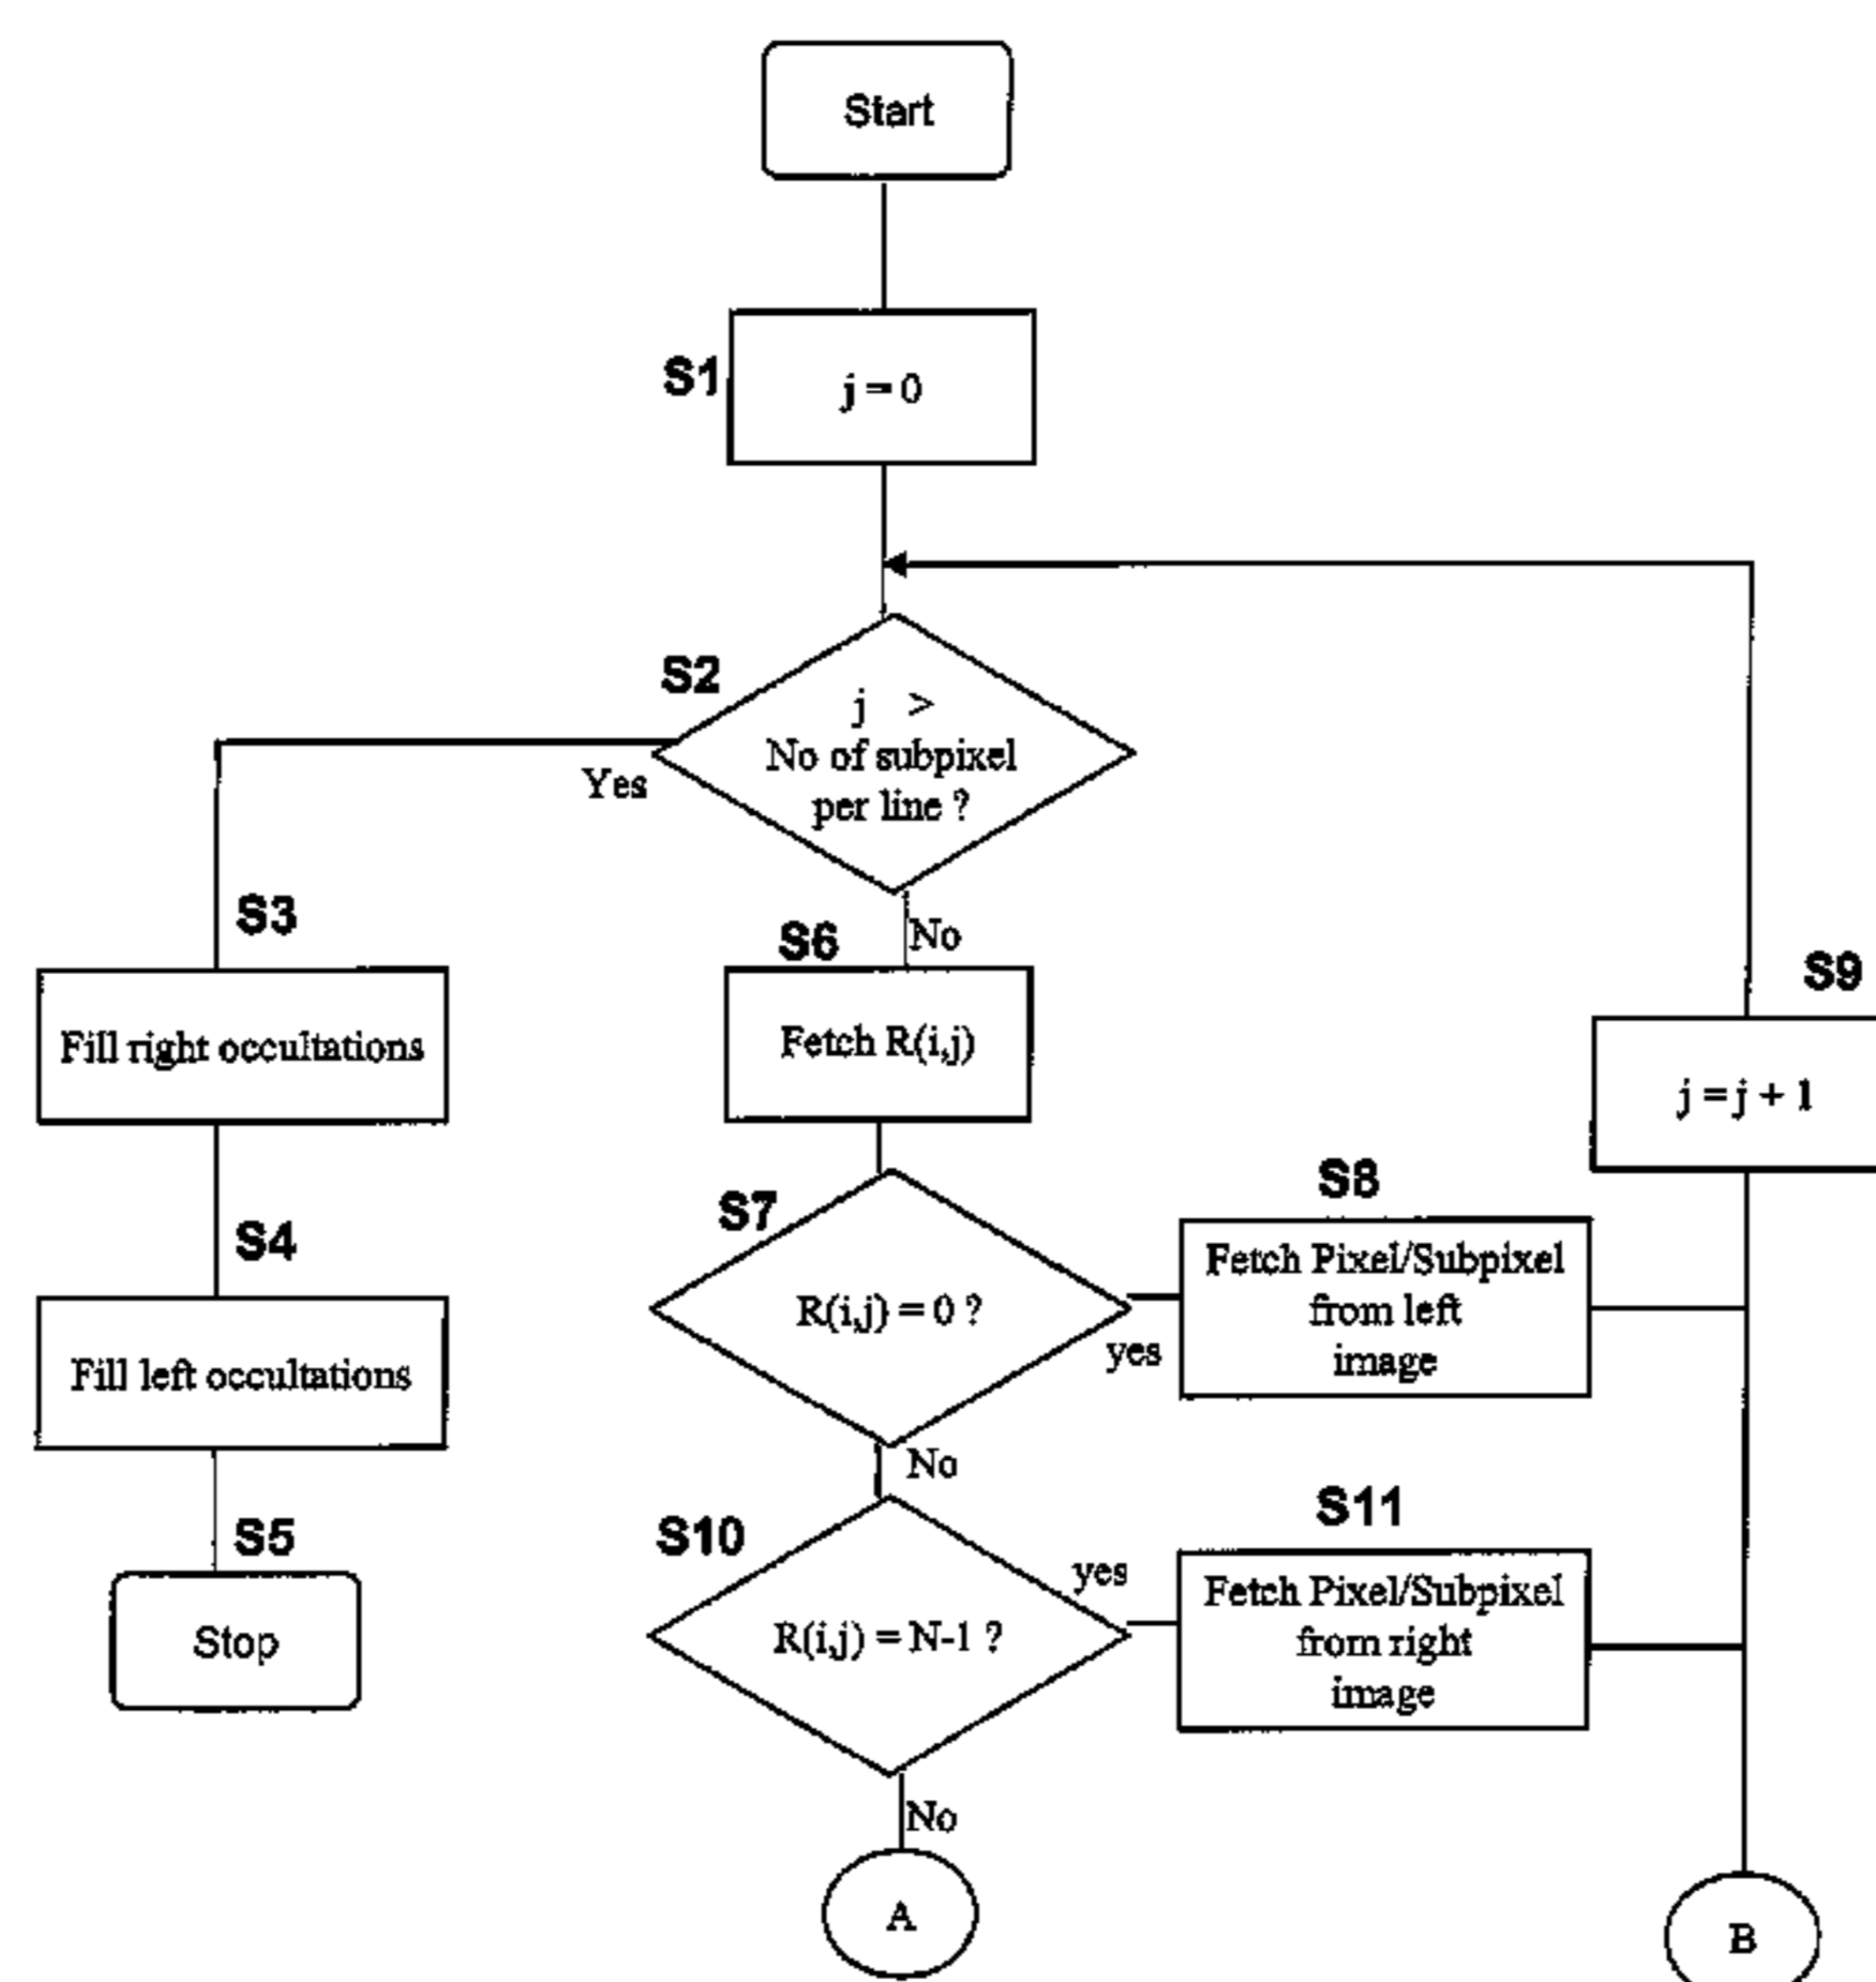 Start
S1
j = 0
S2
j >
No of subpixel
per line ?
Yes
No
S3
Fill right occultations
S4
Fill left occultations
S5
Stop
S6
Fetch R(i,j)
S7
R(i,j) = 0 ?
yes
No
S8
Fetch Pixel/Subpixel
from left
image
S9
j = j + 1
S10
R(i,j) = N-1 ?
yes
No
S11
Fetch Pixel/Subpixel
from right
image
A
B